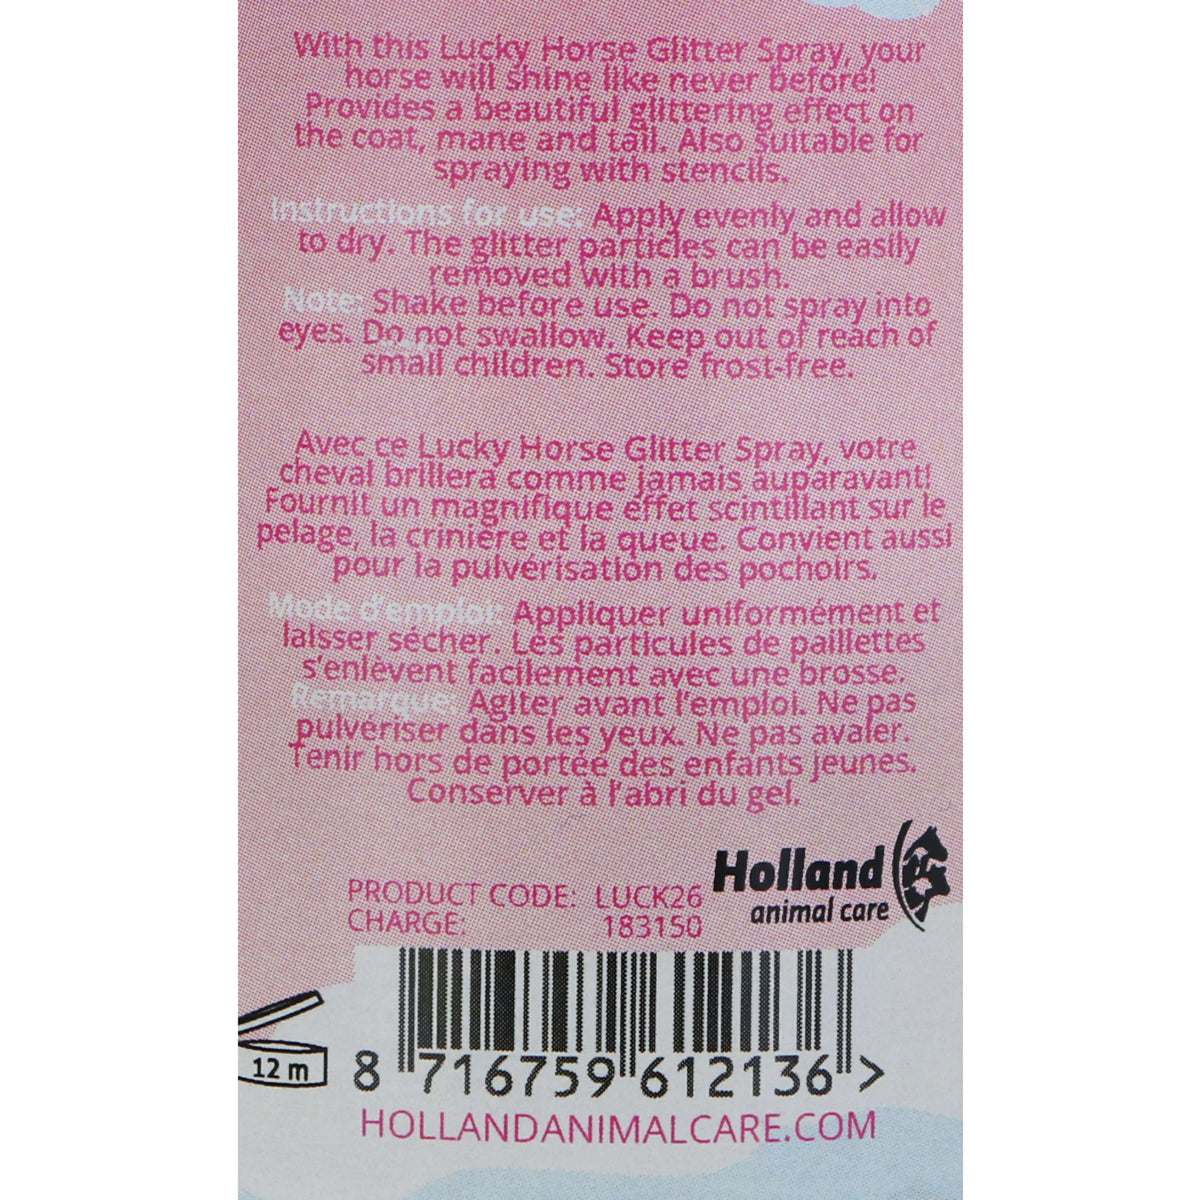 With this Lucky Horse Glitter Spray, your
horse will shine like never before!
Provides a beautiful glittering effect on
the coat, mane and tail. Also suitable for
spraying with stencils.
Instructions for use: Apply evenly and allow
to dry. The glitter particles can be easily
removed with a brush.
Note: Shake before use. Do not spray into
eyes. Do not swallow. Keep out of reach of
small children. Store frost-free.
Avec ce Lucky Horse Glitter Spray, votre
cheval brillera comme jamais auparavant!
Fournit un magnifique effet scintillant sur le
pelage, la crinière et la queue. Convient aussi
pour la pulvérisation des pochoirs.
Mode d'emploi: Appliquer uniformément et
laisser sécher. Les particules de paillettes
s'enlèvent facilement avec une brosse.
Remarque: Agiter avant l'emploi. Ne pas
pulvériser dans les yeux. Ne pas avaler.
Tenir hors de portée des enfants jeunes.
Conserver à l'abri du gel.
Holland
animal care
PRODUCT CODE: LUCK26
CHARGE: 183150
12 m
8 716759 612136 >
HOLLANDANIMALCARE.COM